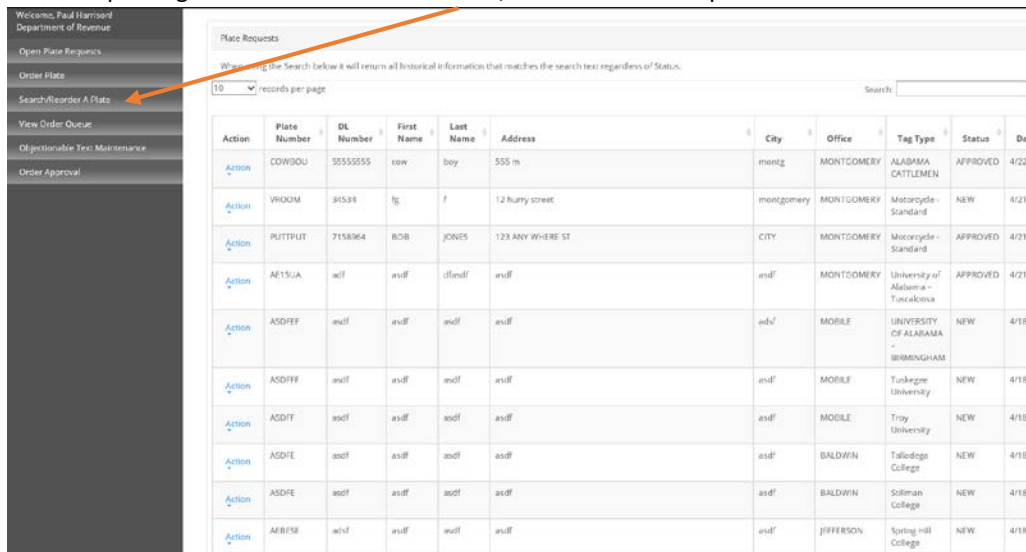 Welcome, Paul Harrison!
Department of Revenue
Open Plate Requests
Order Plate
Search/Reorder A Plate
View Order Queue
Objectionable Text Maintenance
Order Approval
Plate Requests
the Search below it will return all historical information that matches the search text regardless of Status.
10 records per page
Search:
Action Plate Number DL Number First Name Last Name Address City Office Tag Type Status
Action COWBOU 55555555 cow boy 555 m montg MONTGOMERY ALABAMA CATTLEMEN APPROVED 4/22
Action VROOM 34534 fg f 12 hurry street montgomery MONTGOMERY Motorcycle - Standard NEW 4/21
Action PUTTPUT 7158964 BOB JONES 123 ANY WHERE ST CITY MONTGOMERY Motorcycle - Standard APPROVED 4/21
Action AE15UA adf asdf asdf asdf MONTGOMERY University of Alabama - Tuscaloosa APPROVED 4/21
Action ASDFEF asdf asdf asdf asdf adsf MOBILE UNIVERSITY OF ALABAMA - BIRMINGHAM NEW 4/18
Action ASDFFF asdf asdf asdf asdf asdf MOBILE Tuskegee University NEW 4/18
Action ASDFF asdf asdf asdf asdf asdf MOBILE Troy University NEW 4/18
Action ASDFE asdf asdf asdf asdf asdf BALDWIN Talladega College NEW 4/18
Action ASDFE asdf asdf asdf asdf asdf BALDWIN Stillman College NEW 4/18
Action adsf asdf asdf asdf asdf JEFFERSON Spring Hill College NEW 4/18